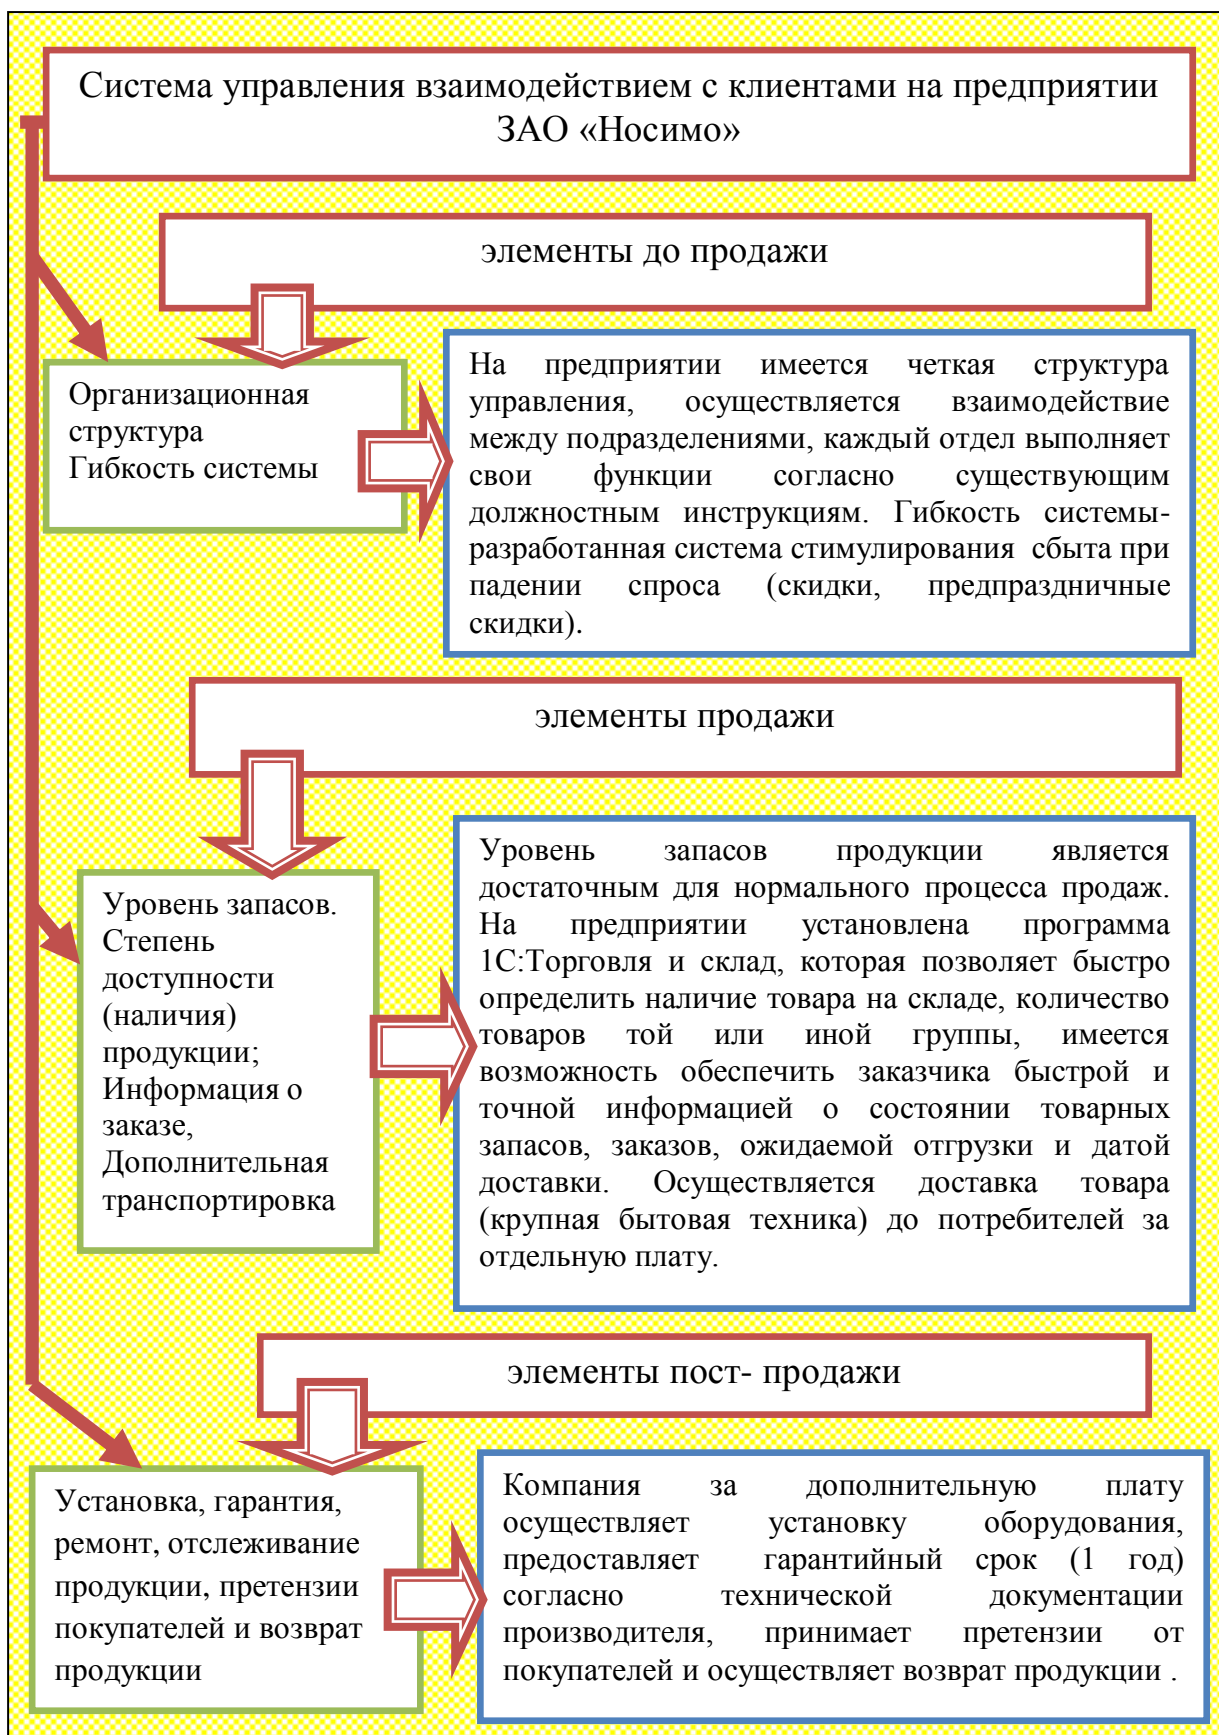 Система управления взаимодействием с клиентами на предприятии
ЗАО «Носимо»
элементы до продажи
Организационная
структура
Гибкость системы
На предприятии имеется четкая структура
управления, осуществляется взаимодействие
между подразделениями, каждый отдел выполняет
свои функции согласно существующим
должностным инструкциям. Гибкость системы-
разработанная система стимулирования сбыта при
падении спроса (скидки, предпраздничные
скидки).
элементы продажи
Уровень запасов.
Степень
доступности
(наличия)
продукции;
Информация о
заказе,
Дополнительная
транспортировка
Уровень запасов продукции является
достаточным для нормального процесса продаж.
На предприятии установлена программа
1С:Торговля и склад, которая позволяет быстро
определить наличие товара на складе, количество
товаров той или иной группы, имеется
возможность обеспечить заказчика быстрой и
точной информацией о состоянии товарных
запасов, заказов, ожидаемой отгрузки и датой
доставки. Осуществляется доставка товара
(крупная бытовая техника) до потребителей за
отдельную плату.
элементы пост- продажи
Установка, гарантия,
ремонт, отслеживание
продукции, претензии
покупателей и возврат
продукции
Компания за дополнительную плату
осуществляет установку оборудования,
предоставляет гарантийный срок (1 год)
согласно технической документации
производителя, принимает претензии от
покупателей и осуществляет возврат продукции .